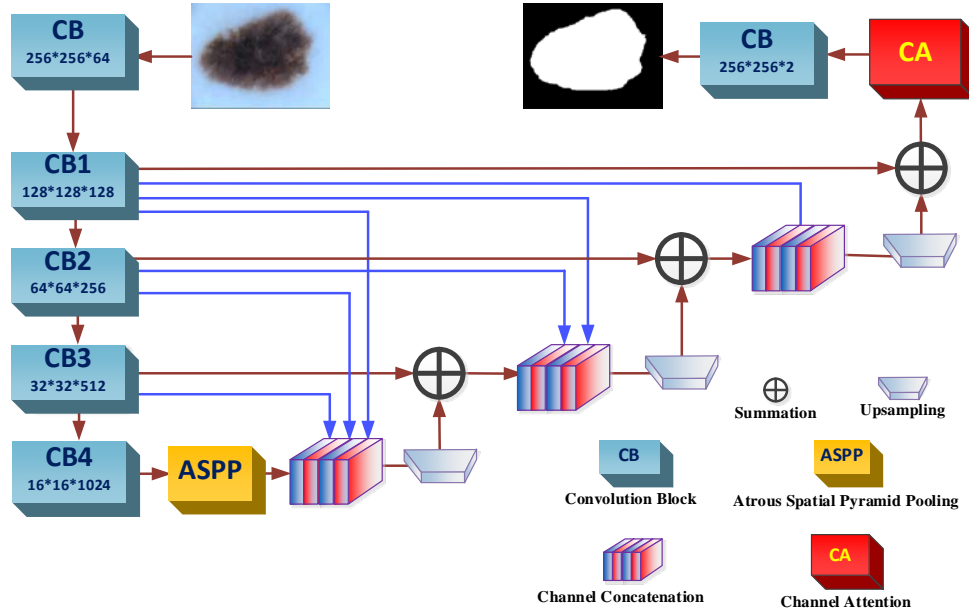 CB
256*256*64
CB
256*256*2
CA
CB1
128*128*128
CB2
64*64*256
CB3
32*32*512
CB4
16*16*1024
ASPP
Summation
Upsampling
CB
Convolution Block
ASPP
Atrous Spatial Pyramid Pooling
Channel Concatenation
CA
Channel Attention